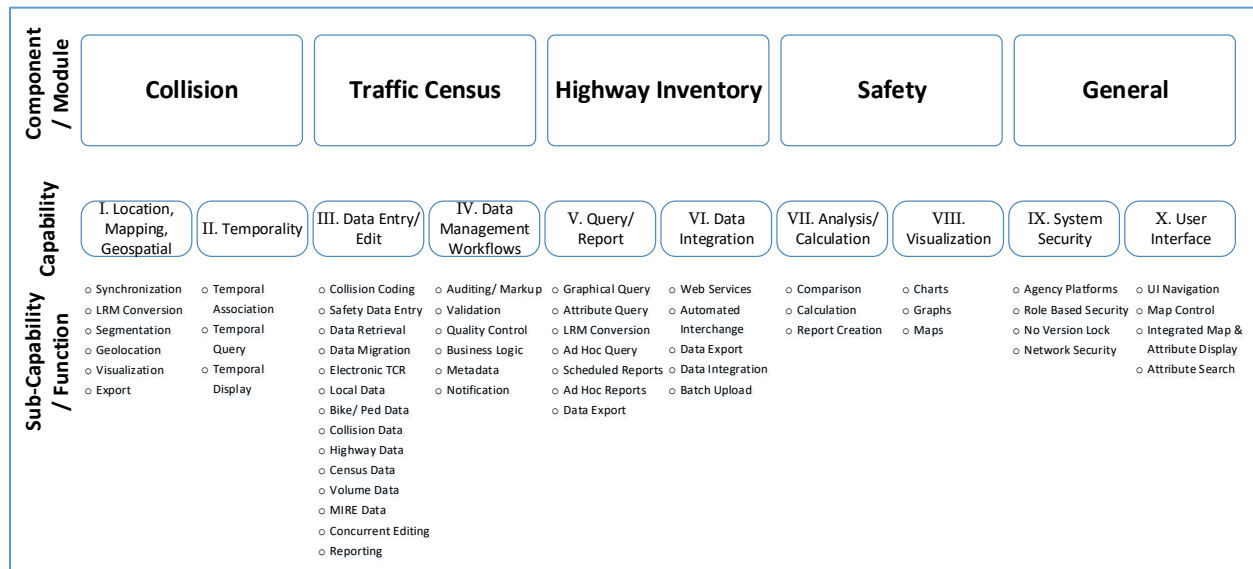 Component
/ Module
Collision
Traffic Census
Highway Inventory
Safety
General
Capability
I. Location,
Mapping,
Geospatial
II. Temporality
III. Data Entry/
Edit
IV. Data
Management
Workflows
V. Query/
Report
VI. Data
Integration
VII. Analysis/
Calculation
VIII.
Visualization
IX. System
Security
X. User
Interface
Sub-Capability
/ Function
o Synchronization
o LRM Conversion
o Segmentation
o Geolocation
o Visualization
o Export
o Temporal
Association
o Temporal
Query
o Temporal
Display
o Collision Coding
o Safety Data Entry
o Data Retrieval
o Data Migration
o Electronic TCR
o Local Data
o Bike/ Ped Data
o Collision Data
o Highway Data
o Census Data
o Volume Data
o MIRE Data
o Concurrent Editing
o Reporting
o Auditing/ Markup
o Validation
o Quality Control
o Business Logic
o Metadata
o Notification
o Graphical Query
o Attribute Query
o LRM Conversion
o Ad Hoc Query
o Scheduled Reports
o Ad Hoc Reports
o Data Export
o Web Services
o Automated
Interchange
o Data Export
o Data Integration
o Batch Upload
o Comparison
o Calculation
o Report Creation
o Charts
o Graphs
o Maps
o Agency Platforms
o Role Based Security
o No Version Lock
o Network Security
o UI Navigation
o Map Control
o Integrated Map &
Attribute Display
o Attribute Search